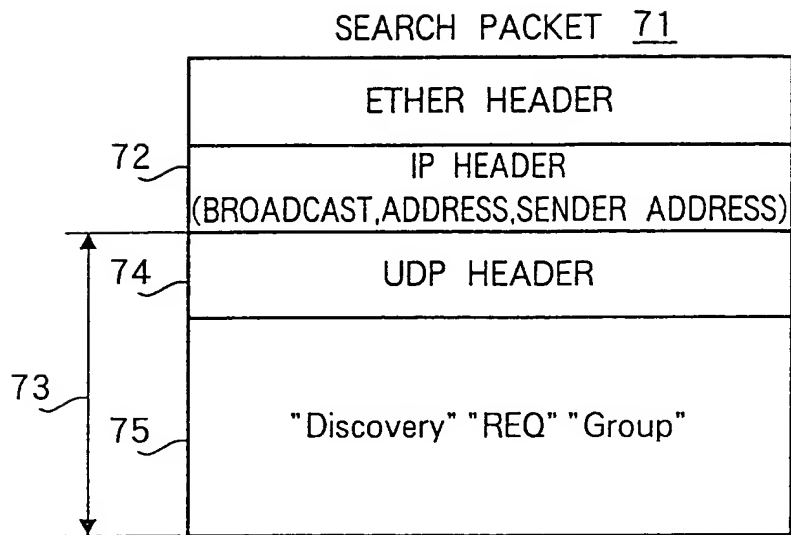 SEARCH PACKET 71
ETHER HEADER
72
IP HEADER
(BROADCAST,ADDRESS,SENDER ADDRESS)
74
UDP HEADER
73
75
"Discovery" "REQ" "Group"